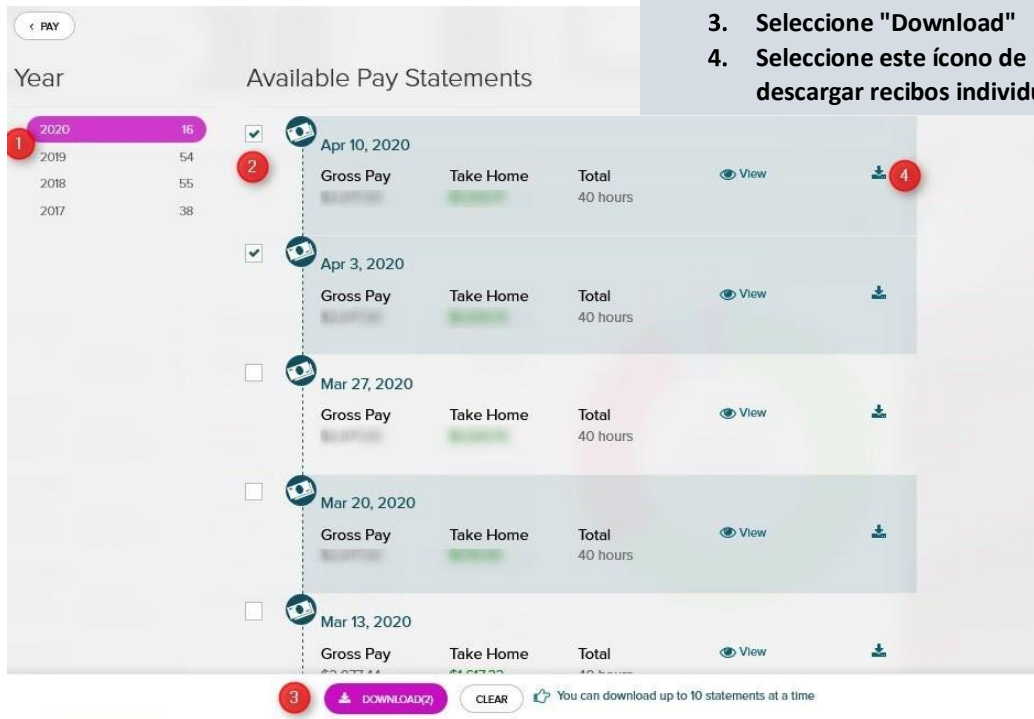 < PAY
3. Seleccione "Download"
4. Seleccione este ícono de
descargar recibos
Year
Available Pay Statements
2020 16
2019 54
2018 55
2017 38
1
2
Apr 10, 2020
Gross Pay Take Home Total View 4
40 hours
Apr 3, 2020
Gross Pay Take Home Total View
40 hours
Mar 27, 2020
Gross Pay Take Home Total View
40 hours
Mar 20, 2020
Gross Pay Take Home Total View
40 hours
Mar 13, 2020
Gross Pay Take Home Total View
3 DOWNLOAD(2) CLEAR You can download up to 10 statements at a time